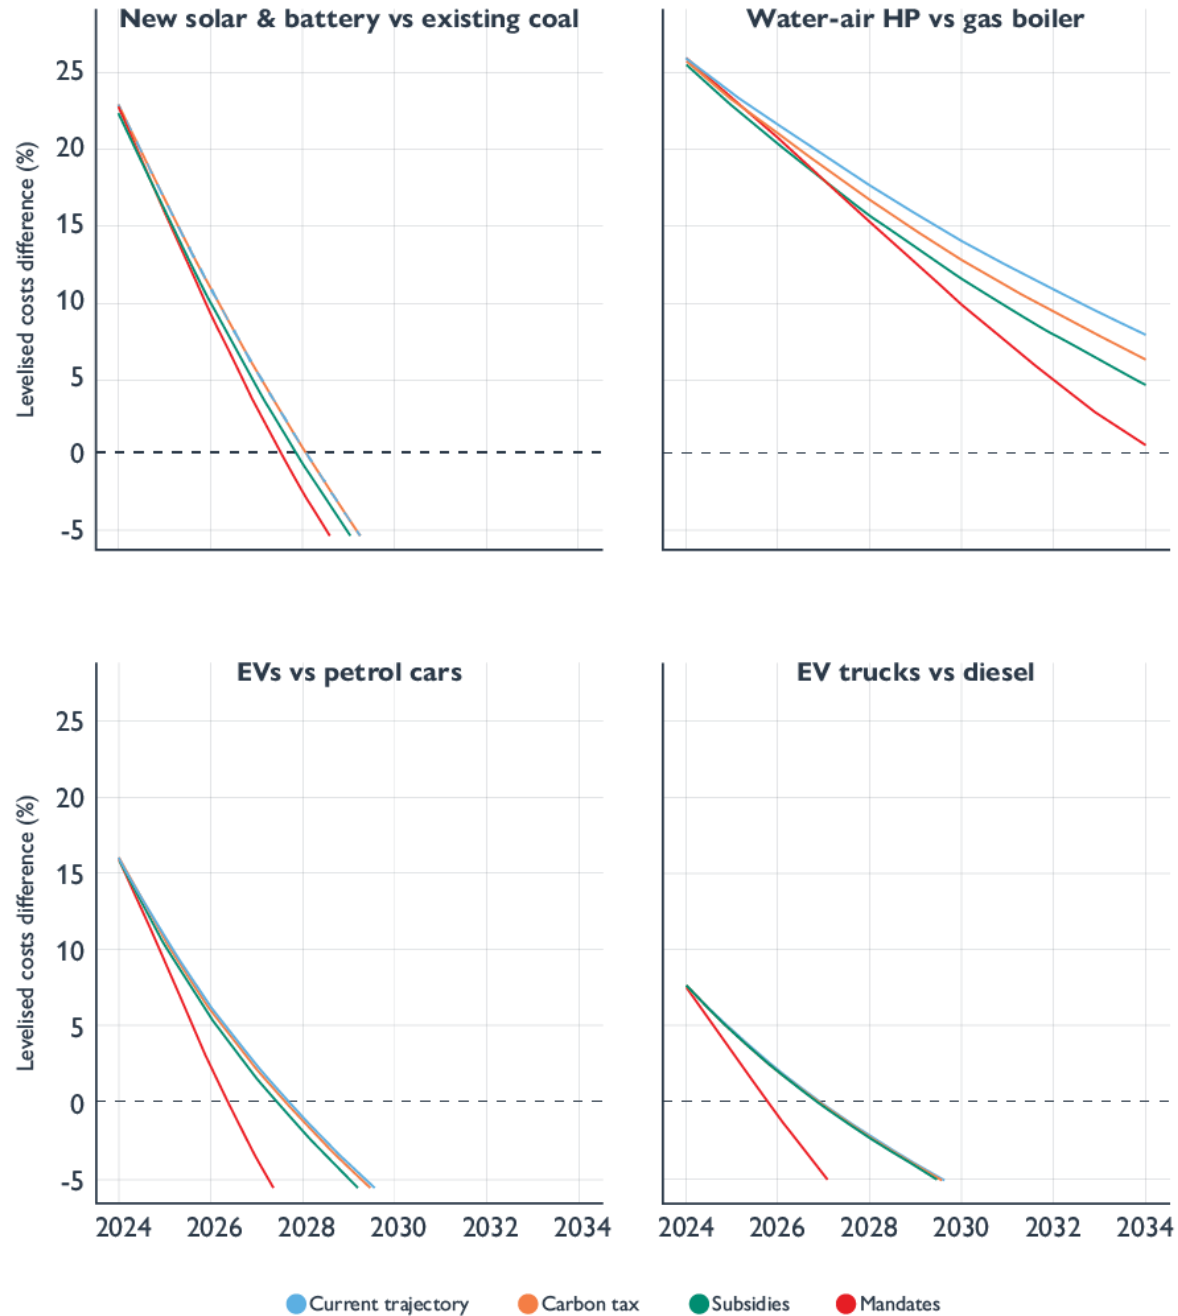 New solar & battery vs existing coal
Water-air HP vs gas boiler
Levelised costs difference (%)
25
20
15
10
5
0
-5
EVs vs petrol cars
EV trucks vs diesel
Levelised costs difference (%)
25
20
15
10
5
0
-5
2024 2026 2028 2030 2032 2034
2024 2026 2028 2030 2032 2034
Current trajectory Carbon tax Subsidies Mandates